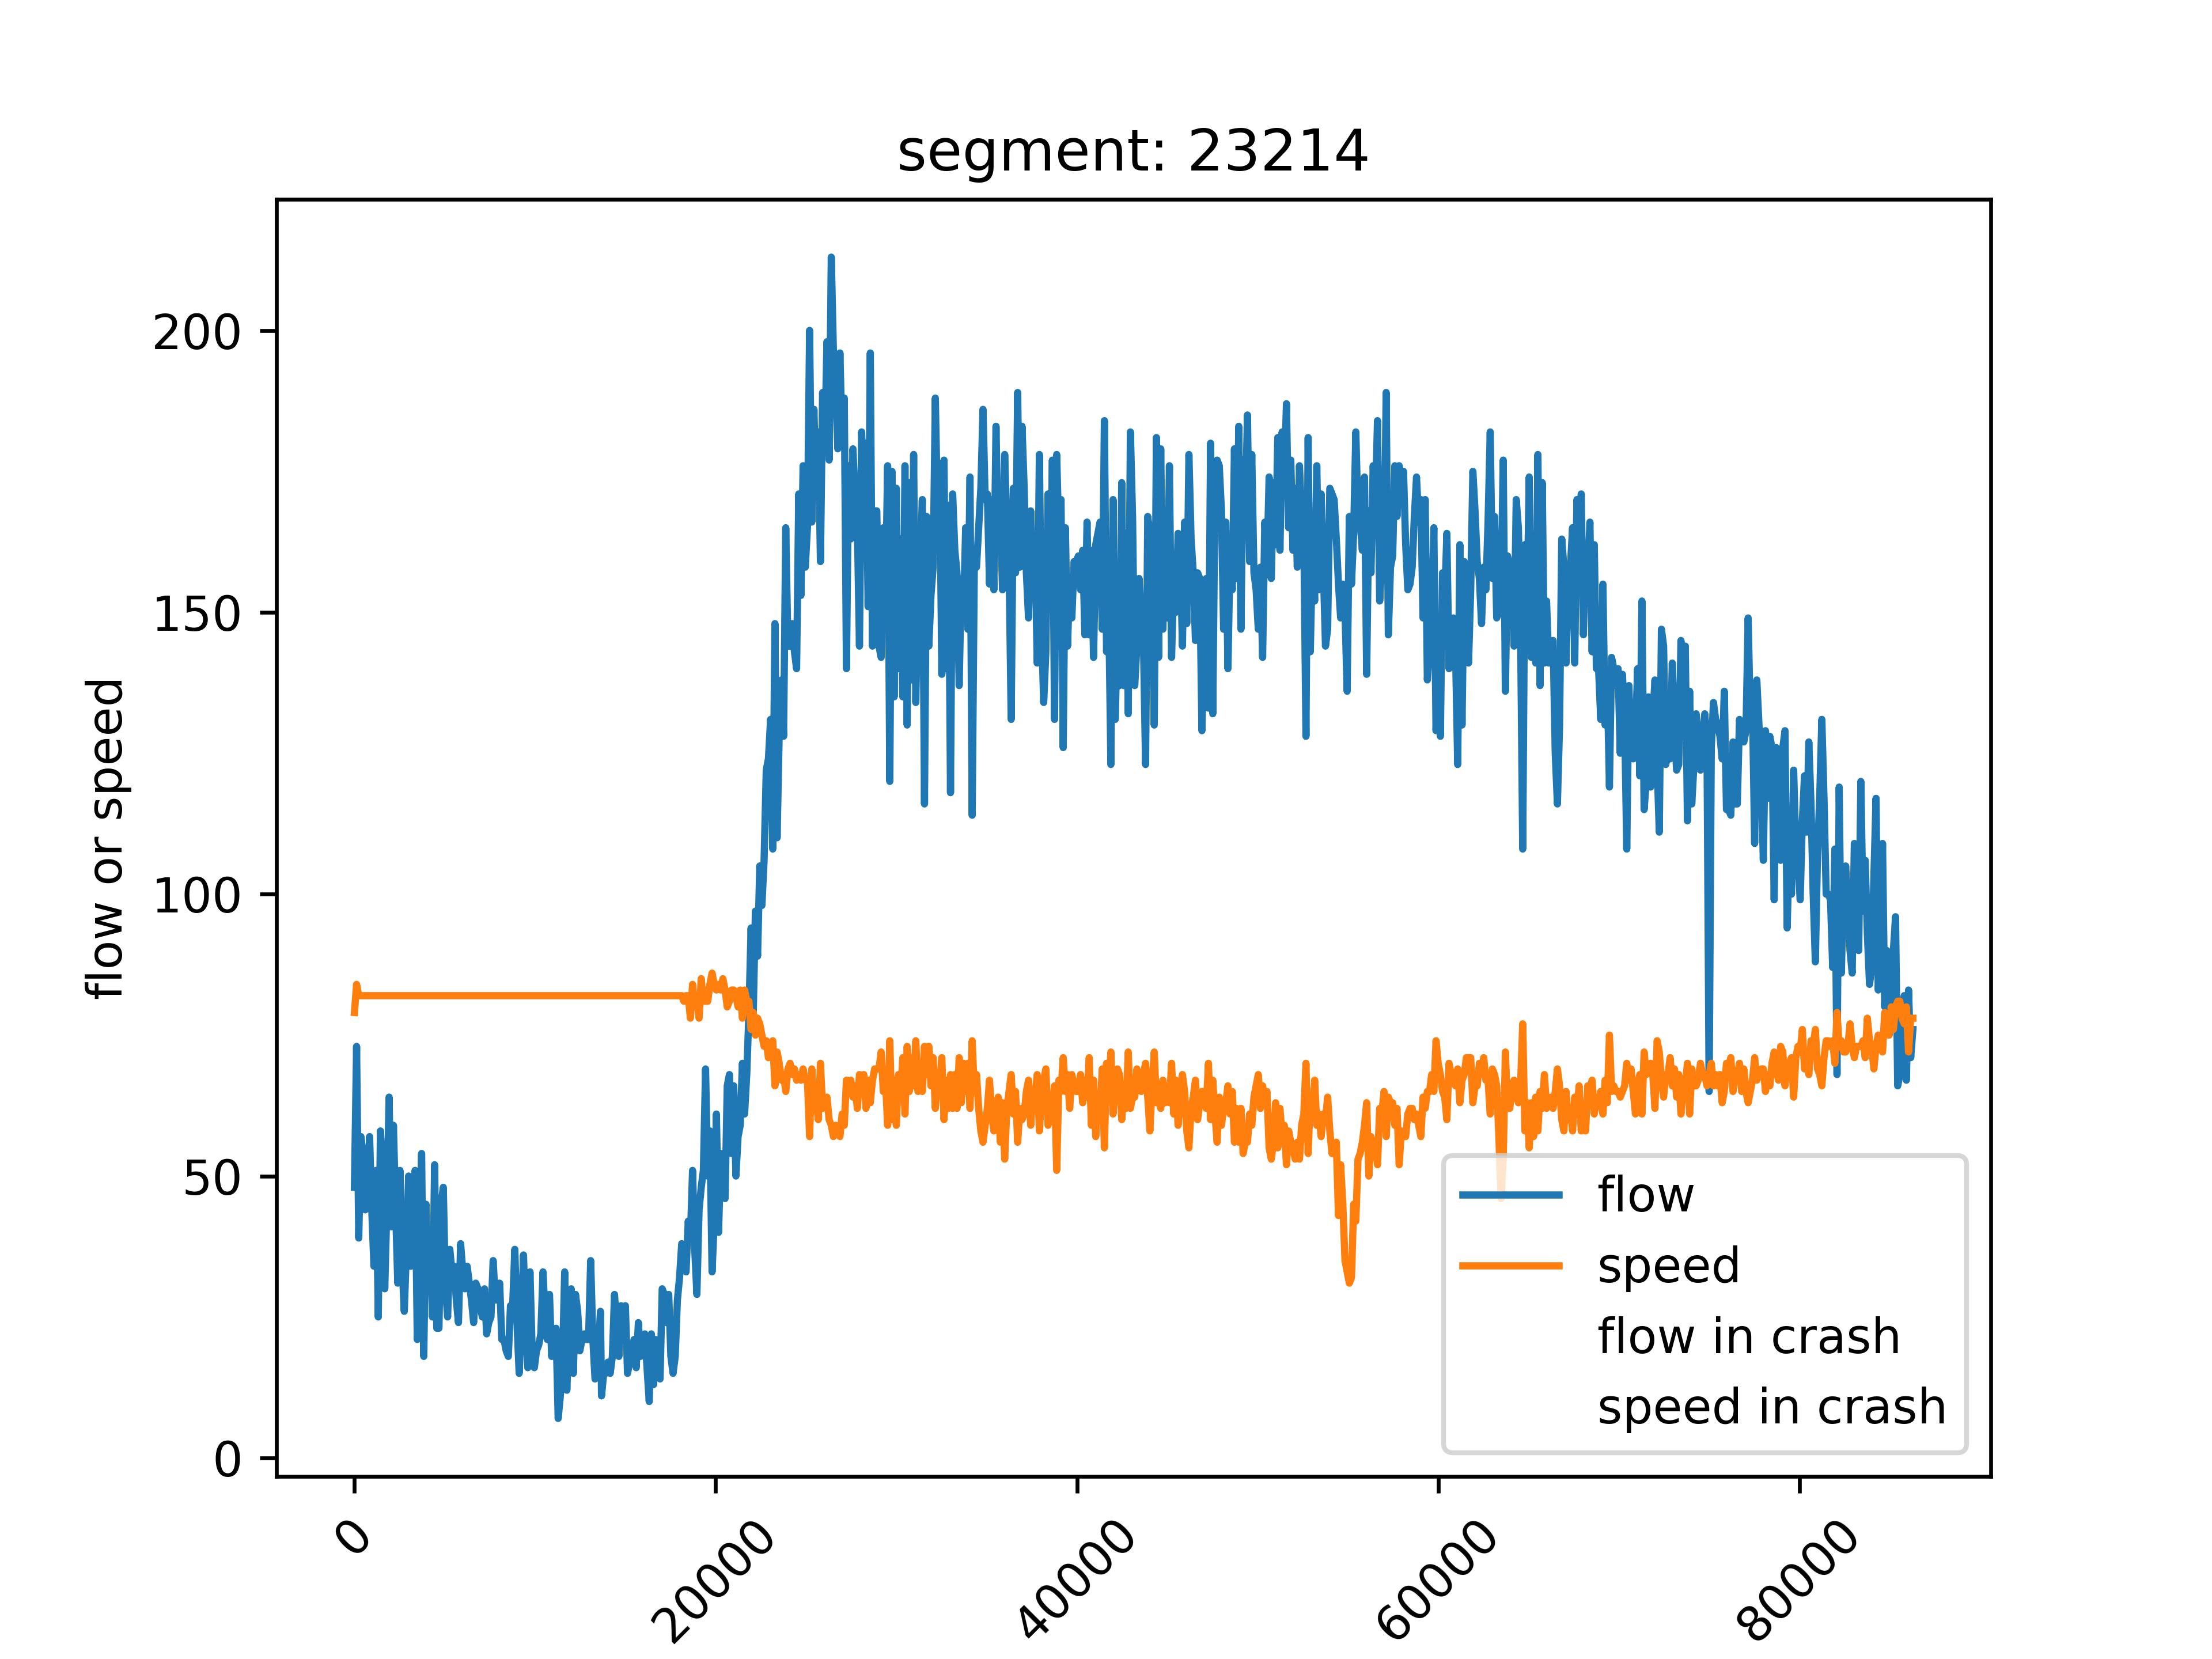 segment: 23214
flow or speed
200
150
100
50
0
0
20000
40000
60000
80000
flow
speed
flow in crash
speed in crash